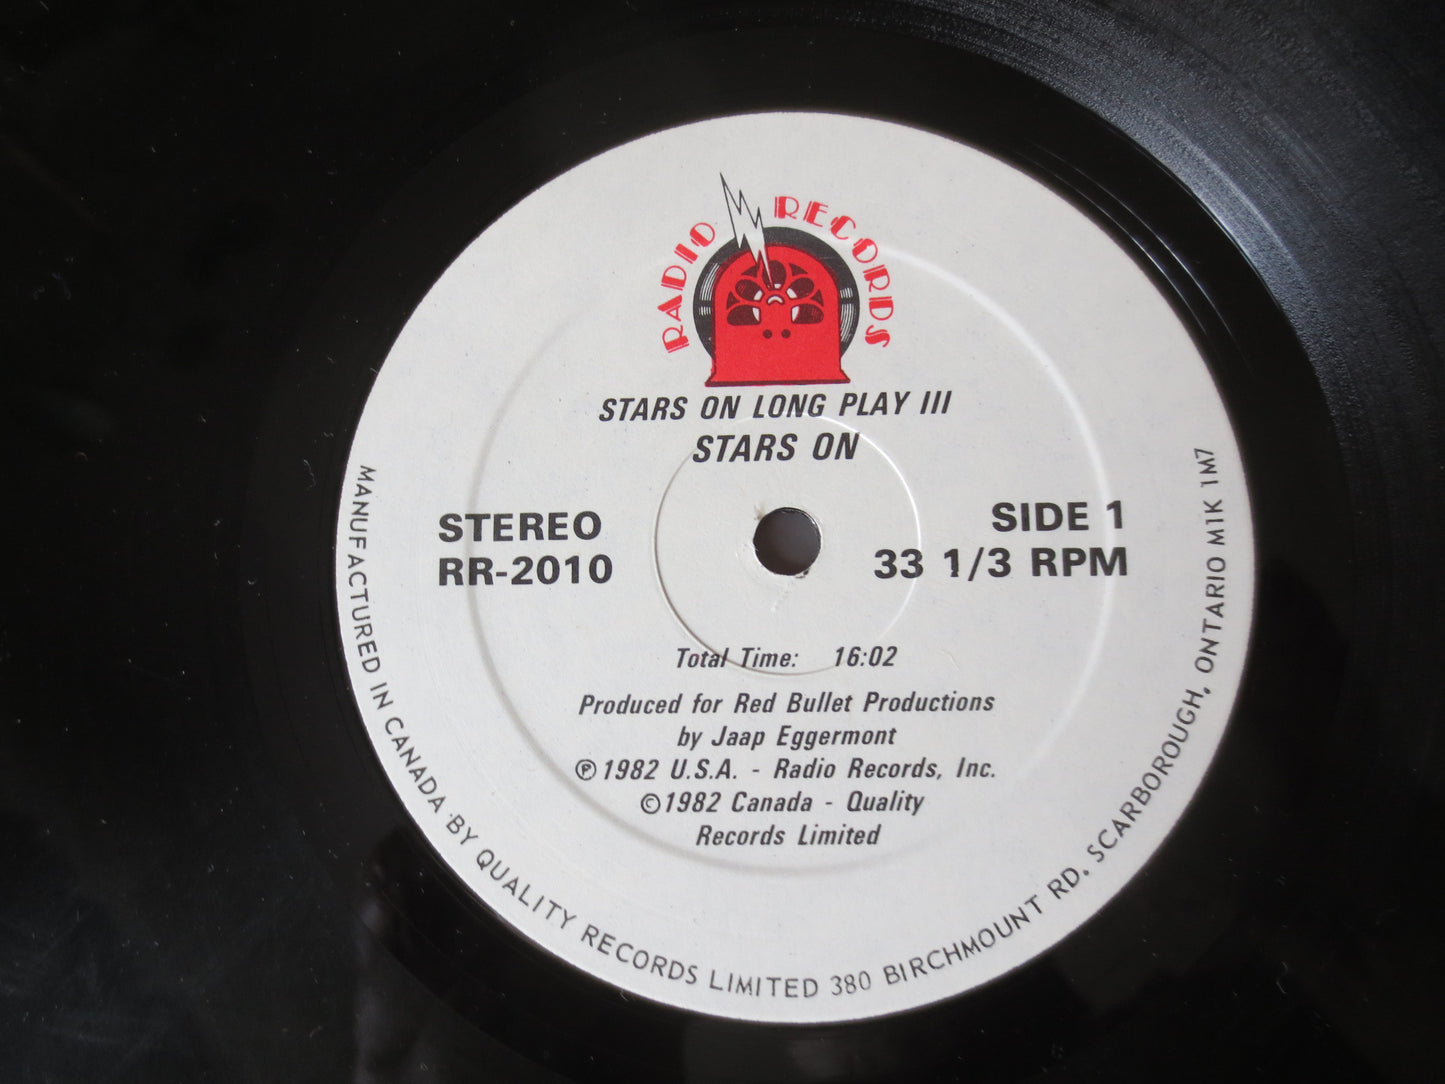 RADIO RECORDS
STARS ON LONG PLAY III
STARS ON
STEREO
RR-2010
SIDE 1
33 1/3 RPM
Total Time: 16:02
Produced for Red Bullet Productions
by Jaap Eggermont
℗1982 U.S.A. - Radio Records, Inc.
©1982 Canada - Quality
Records Limited
MANUFACTURED IN CANADA BY QUALITY RECORDS LIMITED 380 BIRCHMOUNT RD. SCARBOROUGH, ONTARIO M1K 1M7